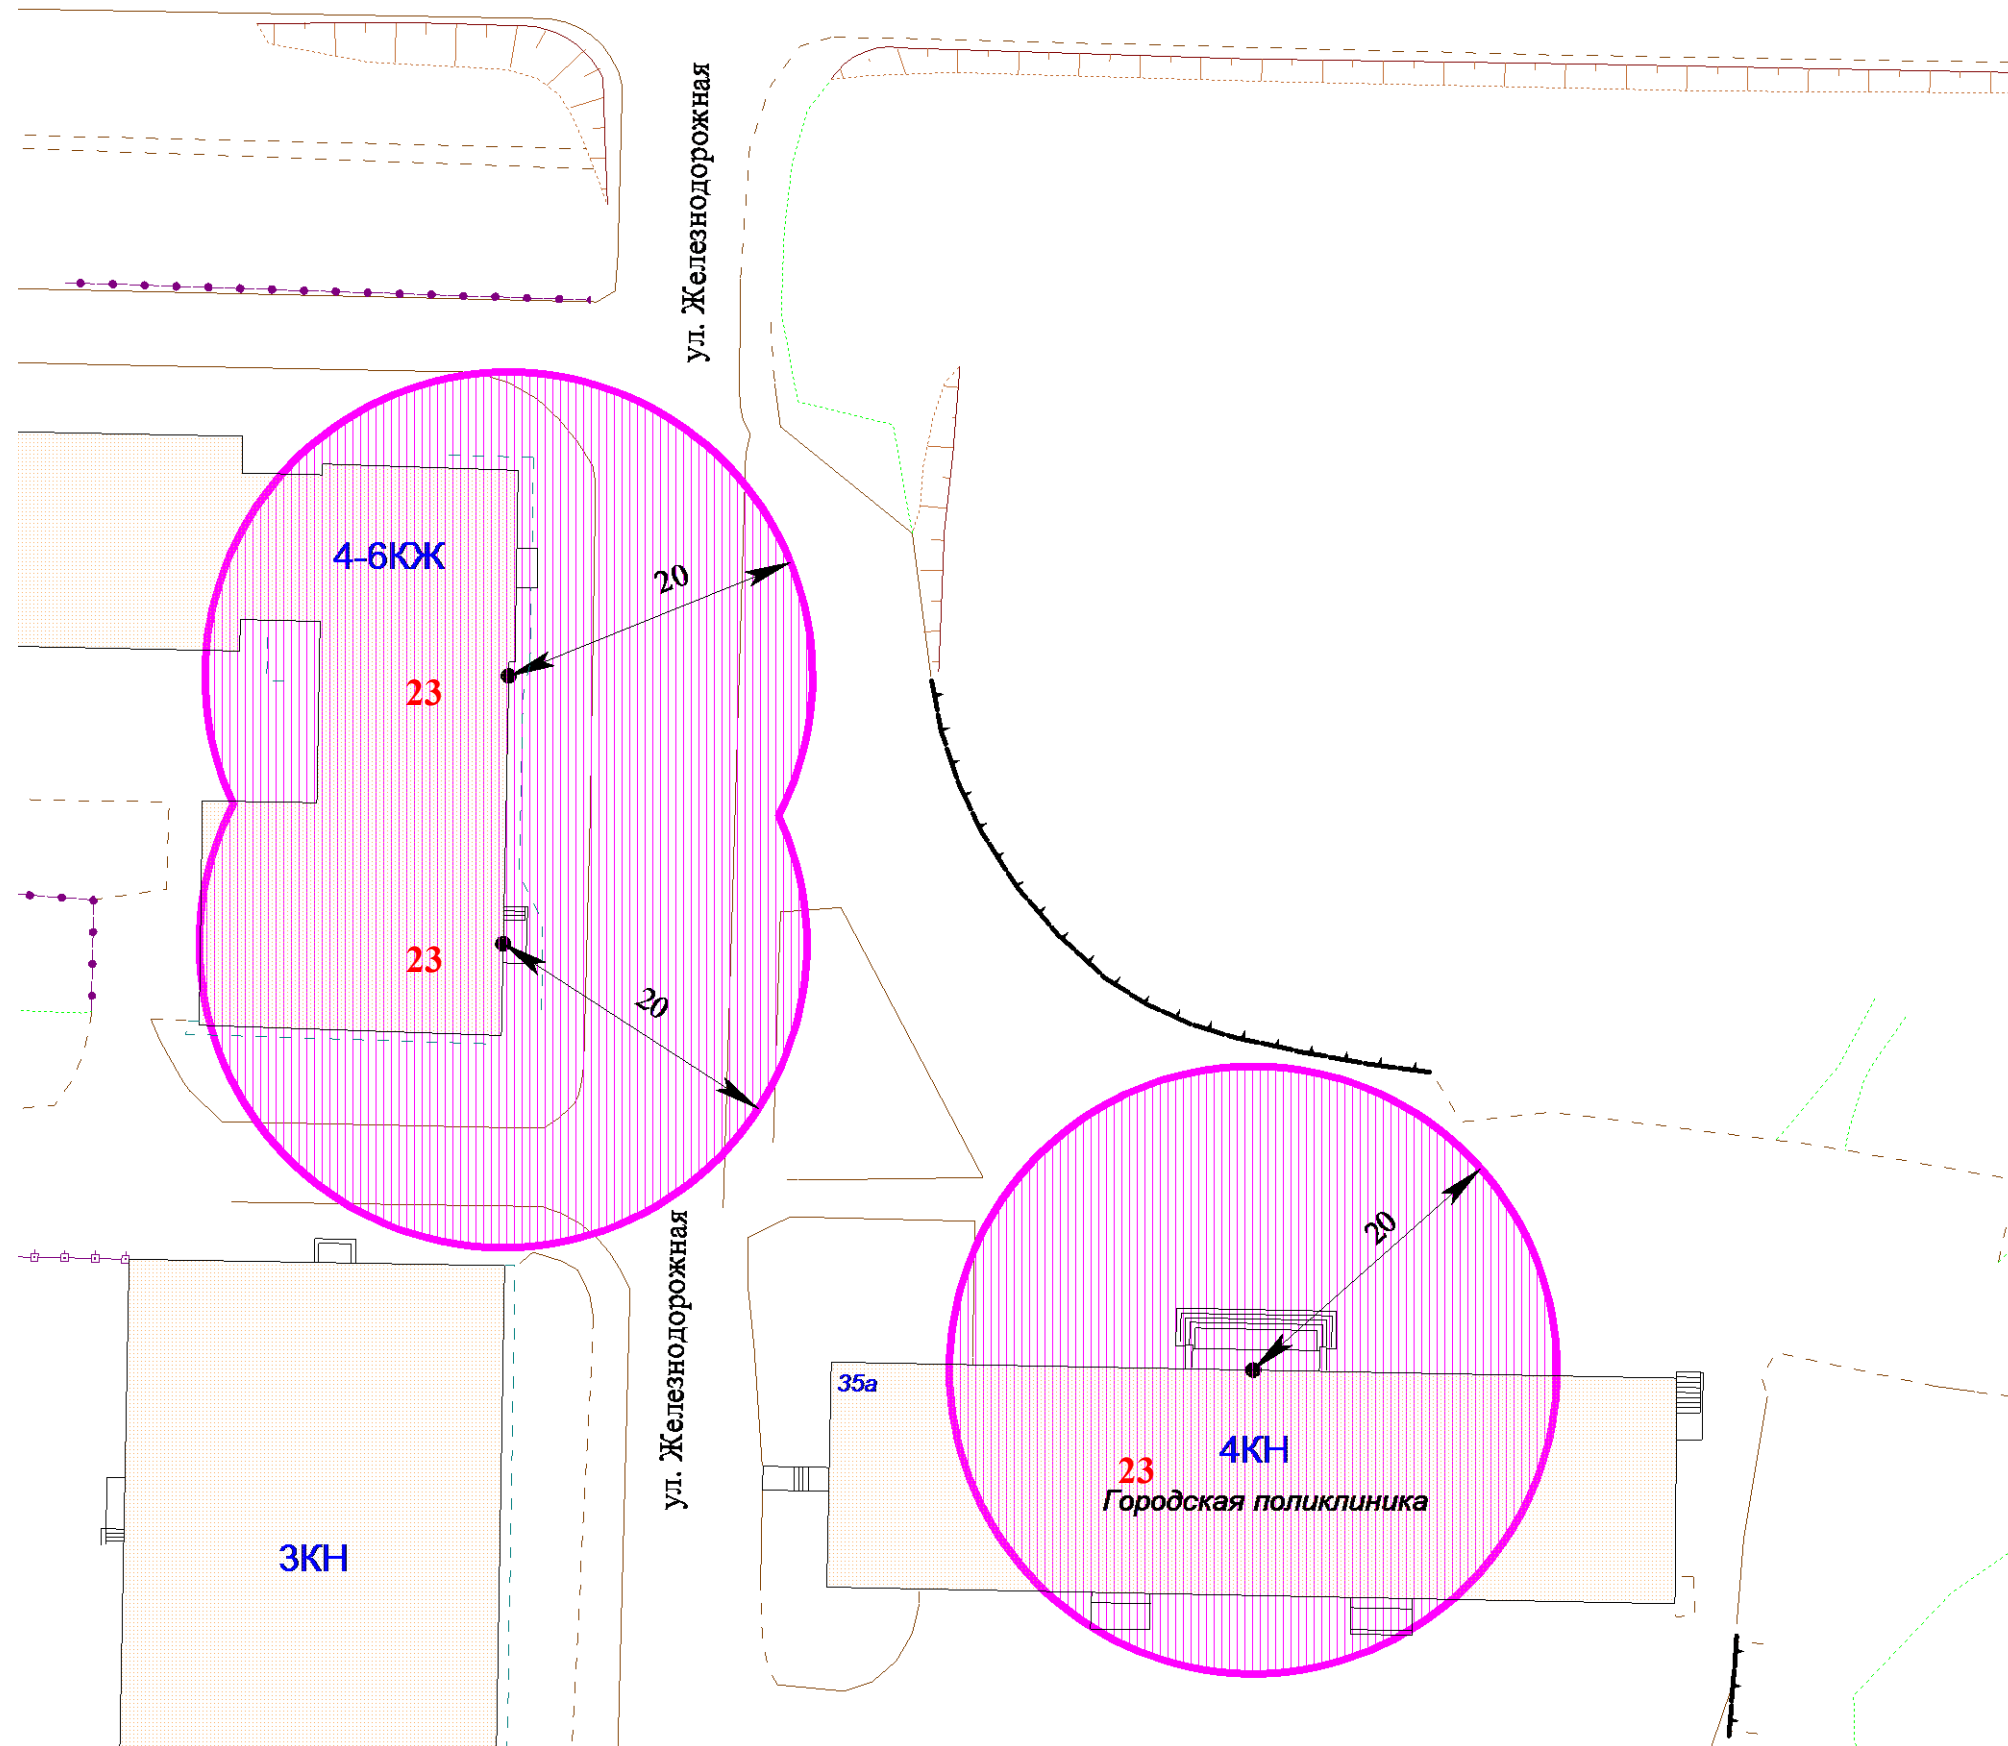 ул. Железнодорожная
4-6КЖ
20
23
23
20
ул. Железнодорожная
20
35а
4КН
23
Городская поликлиника
3КН